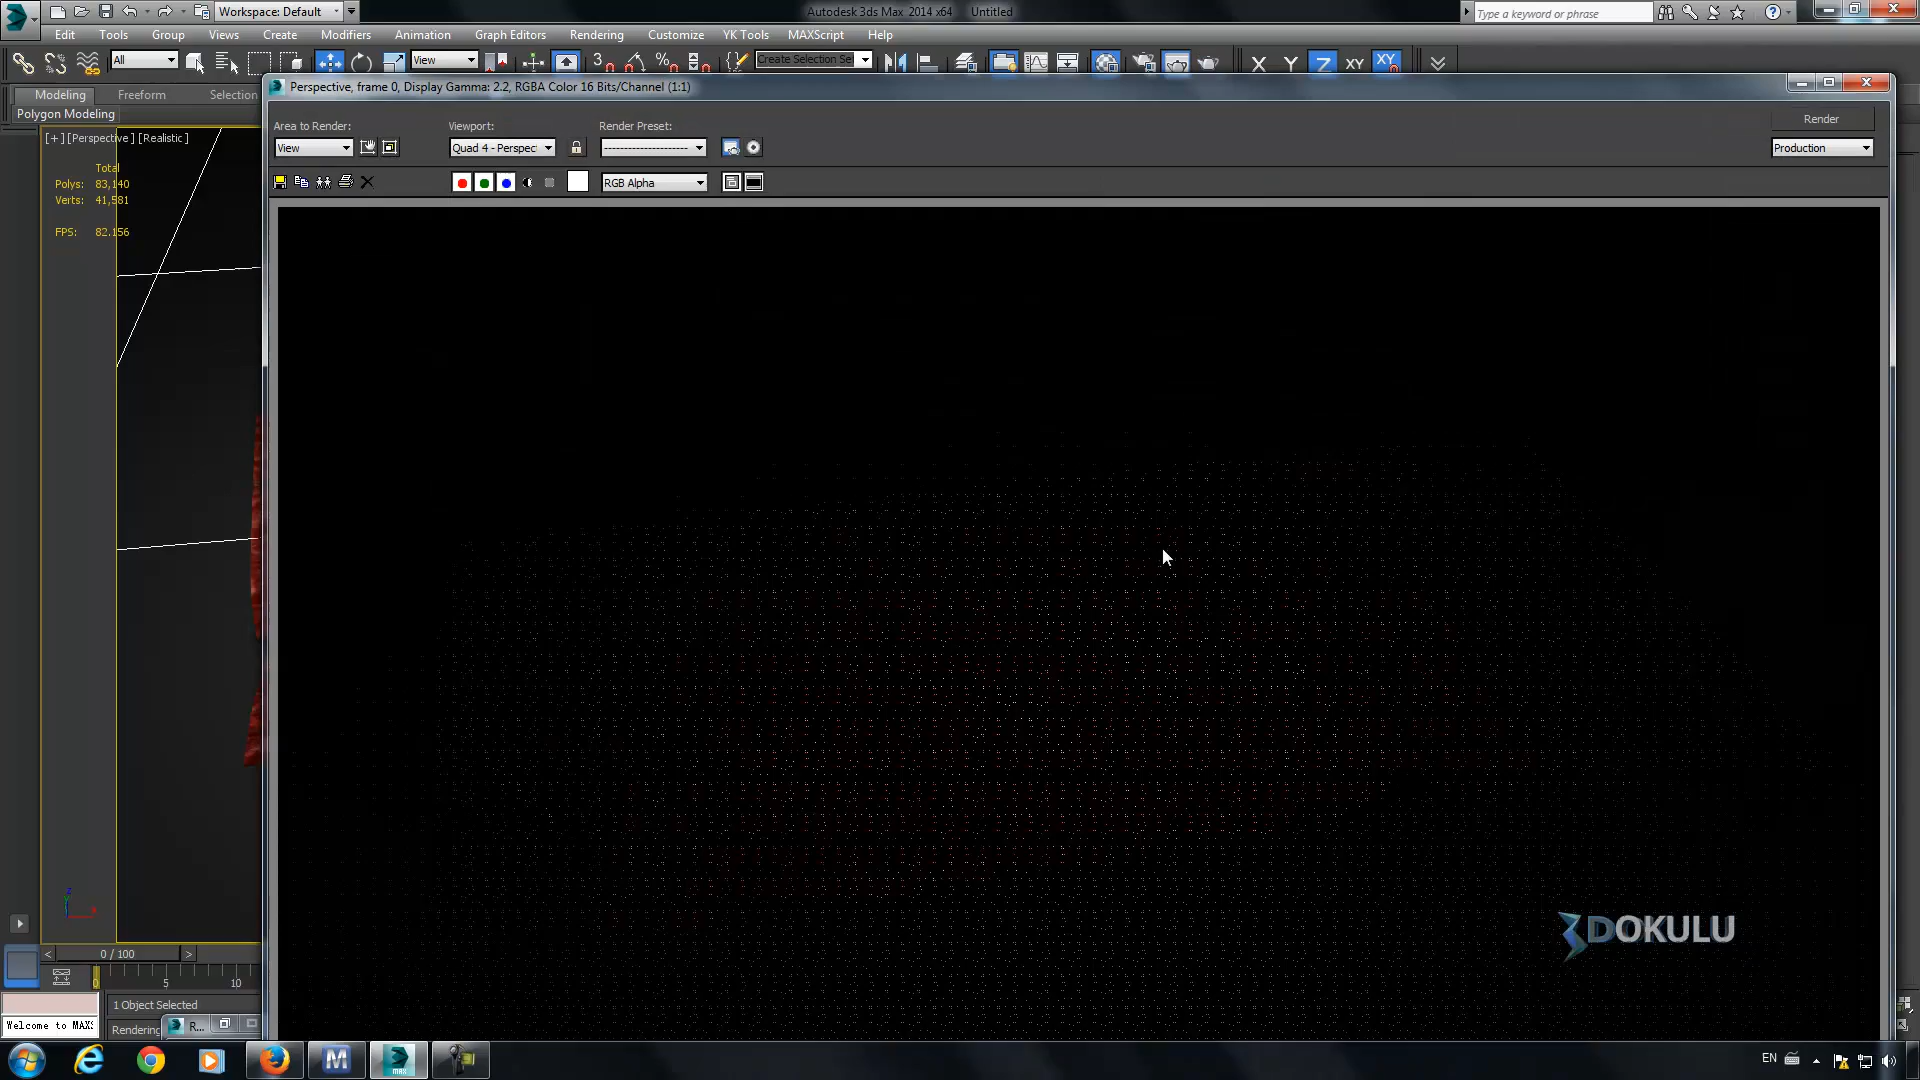 Workspace: Default
Autodesk 3ds Max 2014 x64 Untitled
Type a keyword or phrase
Edit Tools Group Views Create Modifiers Animation Graph Editors Rendering Customize YK Tools MAXScript Help
All
View
3
Create Selection Se
X Y Z XY XY
Modeling Freeform Selection
Polygon Modeling
Perspective, frame 0, Display Gamma: 2.2, RGBA Color 16 Bits/Channel (1:1)
[+] [Perspective] [Realistic]
Area to Render: Viewport: Render Preset: Render
View
Quad 4 - Perspec
Production
RGB Alpha
Total
Polys: 83,140
Verts: 41,581
FPS: 82.156
3DOKULU
0 / 100
0 5 10
1 Object Selected
Welcome to MAX
Rendering
R...
EN